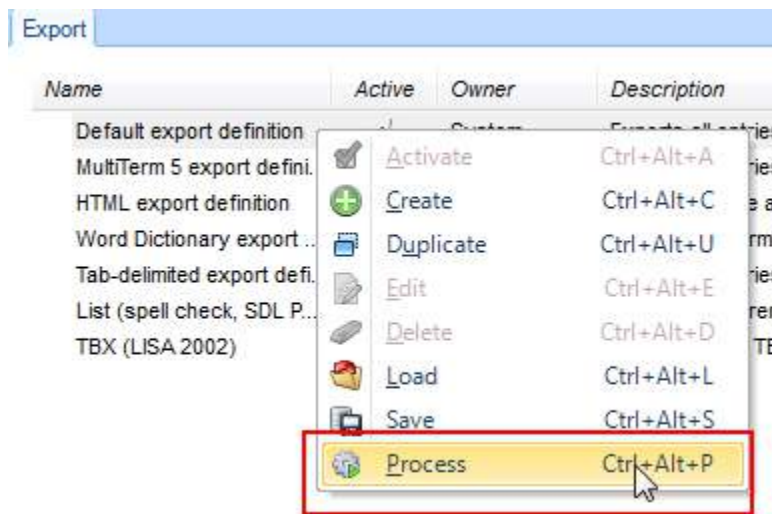 Export
Name Active Owner Description
Default export definition
MultiTerm 5 export defini.
HTML export definition
Word Dictionary export ..
Tab-delimited export defi.
List (spell check, SDL P...
TBX (LISA 2002)
Activate Ctrl+Alt+A
Create Ctrl+Alt+C
Duplicate Ctrl+Alt+U
Edit Ctrl+Alt+E
Delete Ctrl+Alt+D
Load Ctrl+Alt+L
Save Ctrl+Alt+S
Process Ctrl+Alt+P